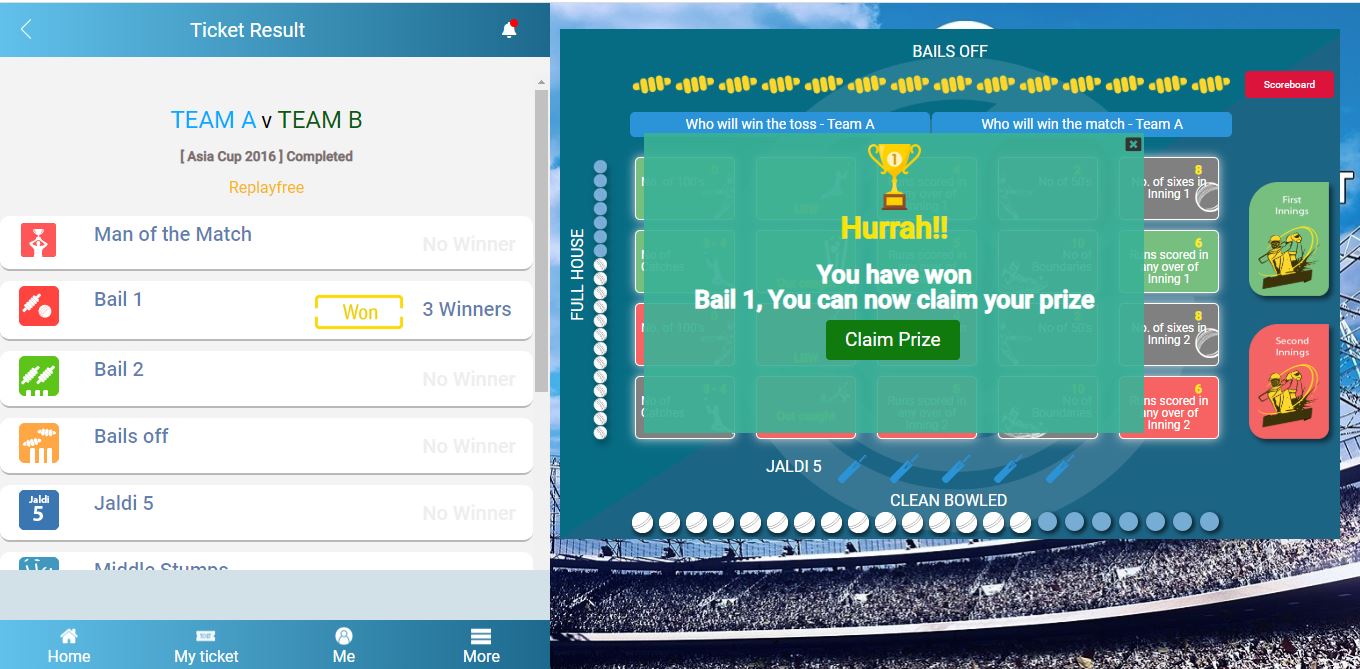 Ticket Result
TEAM A v TEAM B
[ Asia Cup 2016 ] Completed
Replayfree
Man of the Match
No Winner
Bail 1
Won
3 Winners
Bail 2
No Winner
Bails off
No Winner
Jaldi
5
Jaldi 5
No Winner
Middle Stumps
Home
My ticket
Me
More
BAILS OFF
Scoreboard
Who will win the toss - Team A
Who will win the match - Team A
FULL HOUSE
No. of 100's
Runs scored in
any over of
Inning 1
No of 50's
8
No. of sixes in
Inning 1
3- 4
No of
Catches
10
No of
Boundaries
6
Runs scored in
any over of
Inning 1
No. of 100's
LBW
No of 50's
8
No. of sixes in
Inning 2
3- 4
No of
Catches
Out caught
6
Runs scored in
any over of
Inning 2
10
No of
Boundaries
6
Runs scored in
any over of
Inning 2
1
Hurrah!!
You have won
Bail 1, You can now claim your prize
Claim Prize
First
Innings
Second
Innings
JALDI 5
CLEAN BOWLED